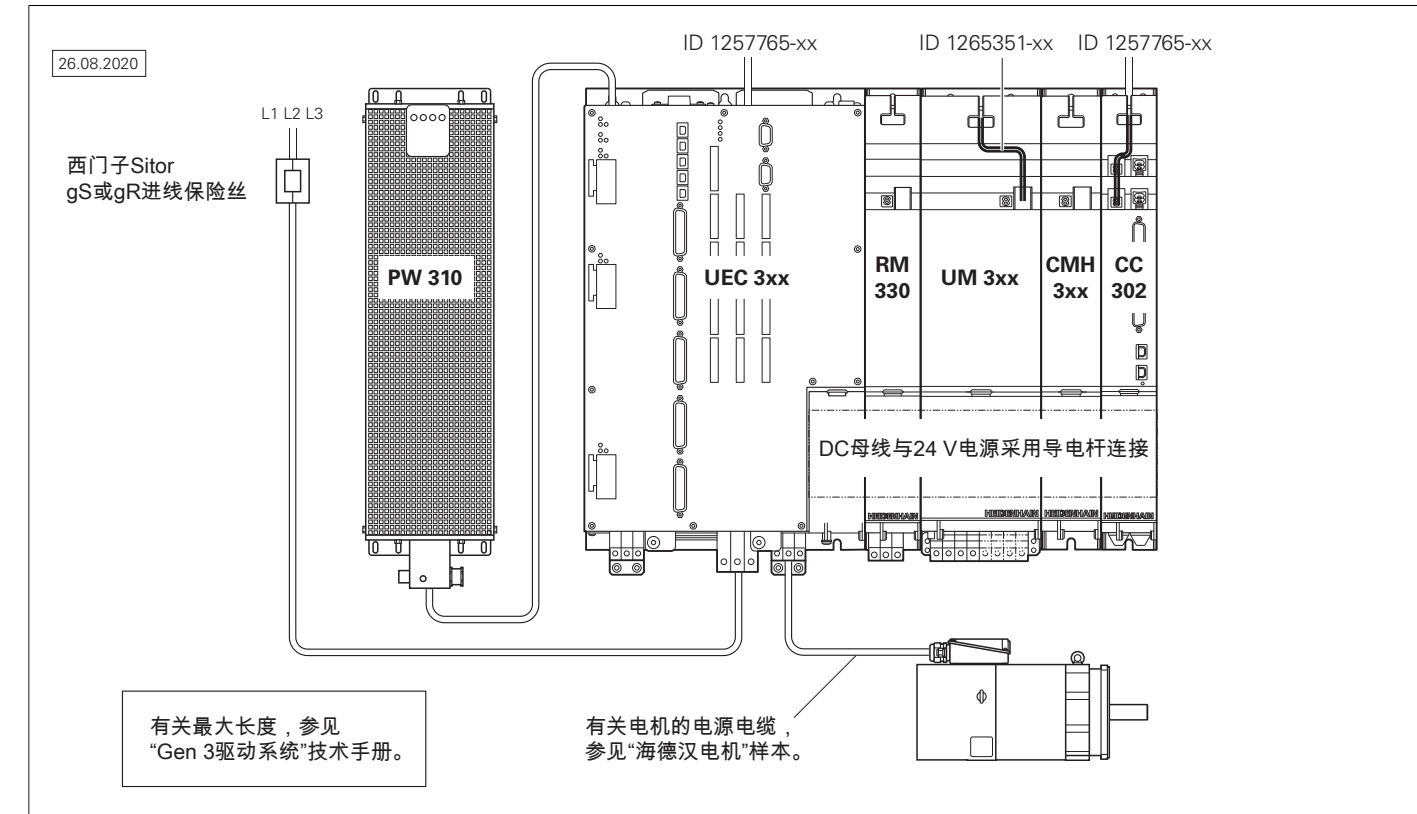 26.08.2020
ID 1257765-xx
ID 1265351-xx
ID 1257765-xx
L1 L2 L3
西门子Sitor
gS或gR进线保险丝
PW 310
UEC 3xx
RM
330
UM 3xx
CMH
3xx
CC
302
DC母线与24 V电源采用导电杆连接
HEIDENHAIN
HEIDENHAIN
HEIDENHAIN
HEIDENHAIN
有关最大长度，参见
“Gen 3驱动系统”技术手册。
有关电机的电源电缆，
参见“海德汉电机”样本。